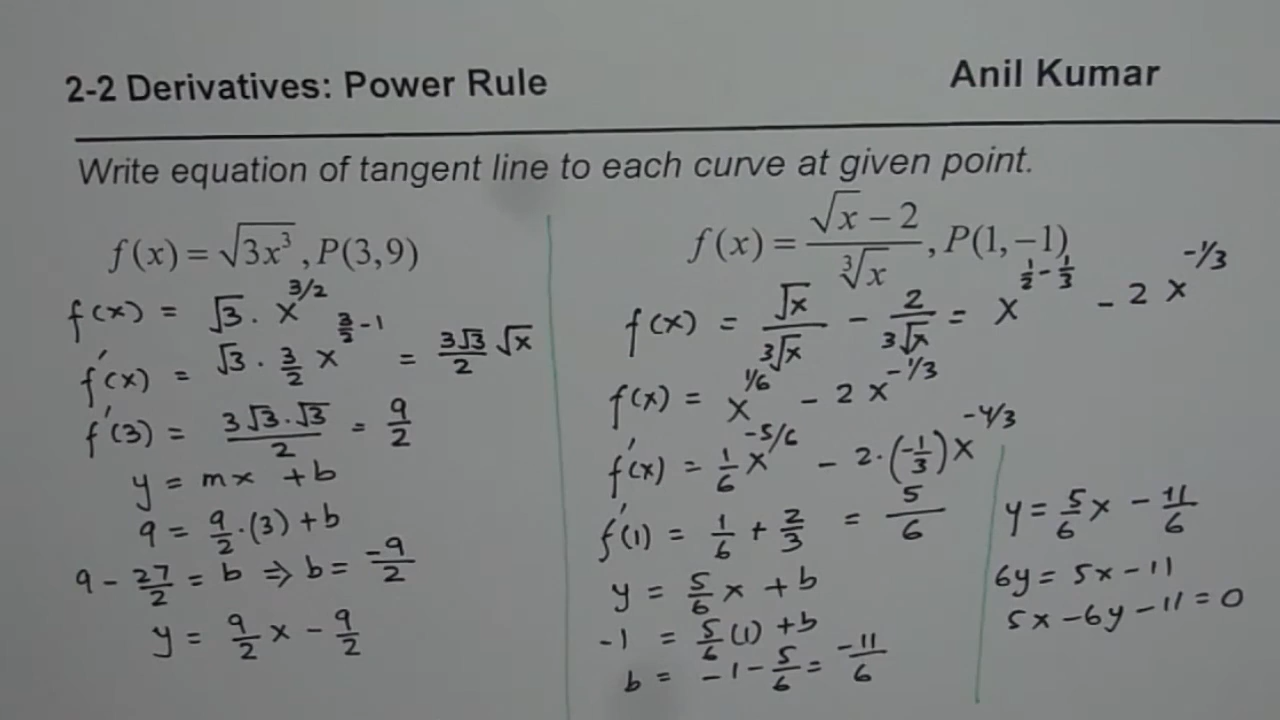 2-2 Derivatives: Power Rule
Anil Kumar
Write equation of tangent line to each curve at given point.
f(x) = √(3x³), P(3,9)
f(x) = √3 · x^(3/2)
f'(x) = √3 · 3/2 x^(3/2 - 1) = 3√3/2 √x
f'(3) = 3√3·√3/2 = 9/2
y = mx + b
9 = 9/2 · (3) + b
9 - 27/2 = b ⇒ b = -9/2
y = 9/2 x - 9/2
f(x) = (√x - 2)/∛x, P(1,-1)
f(x) = √x/∛x - 2/∛x = x^(1/2 - 1/3) - 2x^(-1/3)
f(x) = x^(1/6) - 2x^(-1/3)
f'(x) = 1/6 x^(-5/6) - 2·(-1/3)x^(-4/3)
f'(1) = 1/6 + 2/3 = 5/6
y = 5/6 x + b
-1 = 5/6 (1) + b
b = -1 - 5/6 = -11/6
y = 5/6 x - 11/6
6y = 5x - 11
5x - 6y - 11 = 0